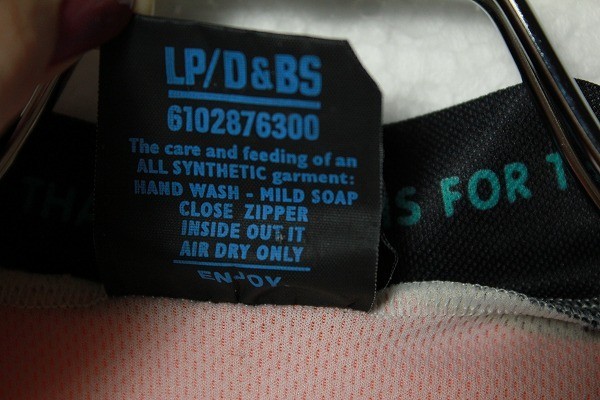 LP/D&BS
6102876300
The care and feeding of an
ALL SYNTHETIC garment:
HAND WASH - MILD SOAP
CLOSE ZIPPER
INSIDE OUT IT
AIR DRY ONLY
ENJOY
FOR